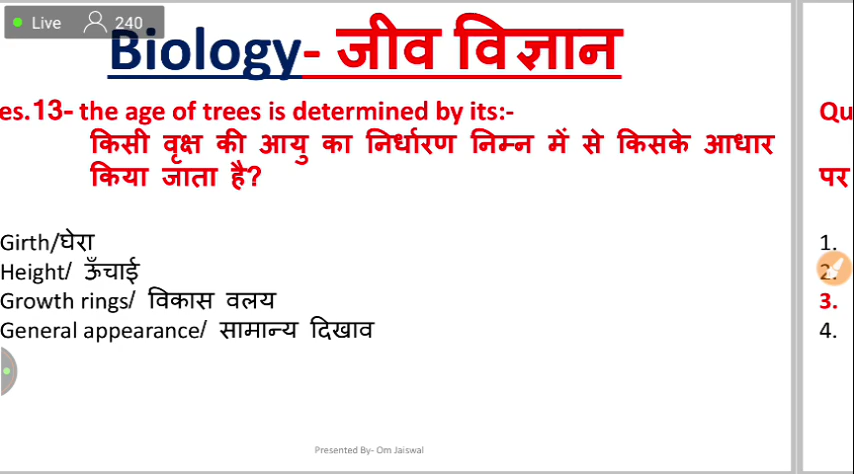 Live 240
Biology- जीव विज्ञान
es.13- the age of trees is determined by its:-
किसी वृक्ष की आयु का निर्धारण निम्न में से किसके आधार
किया जाता है?
Girth/घेरा
Height/ ऊँचाई
Growth rings/ विकास वलय
General appearance/ सामान्य दिखाव
Presented By- Om Jaiswal
Qu
पर
1.
2.
3.
4.